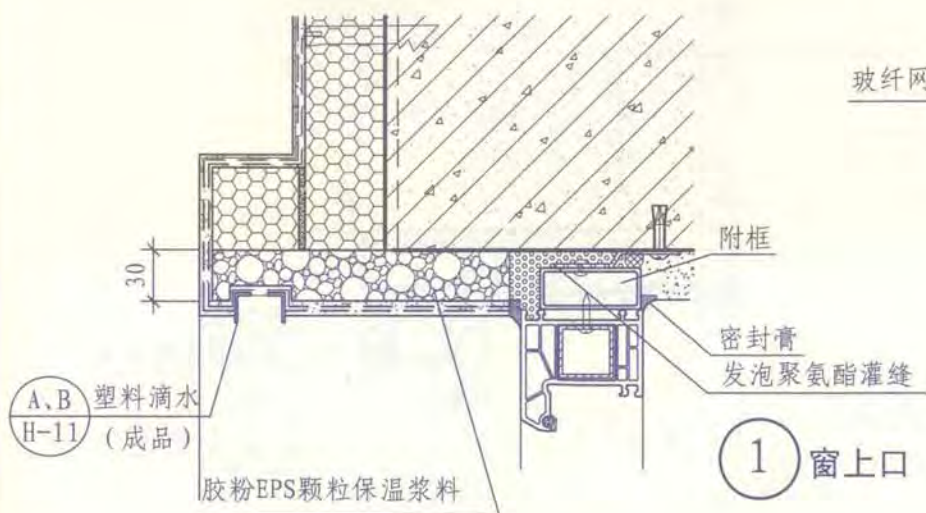 玻纤网
附框
30
密封膏
发泡聚氨酯灌缝
A、B 塑料滴水
H-11 (成品)
1 窗上口
胶粉EPS颗粒保温浆料